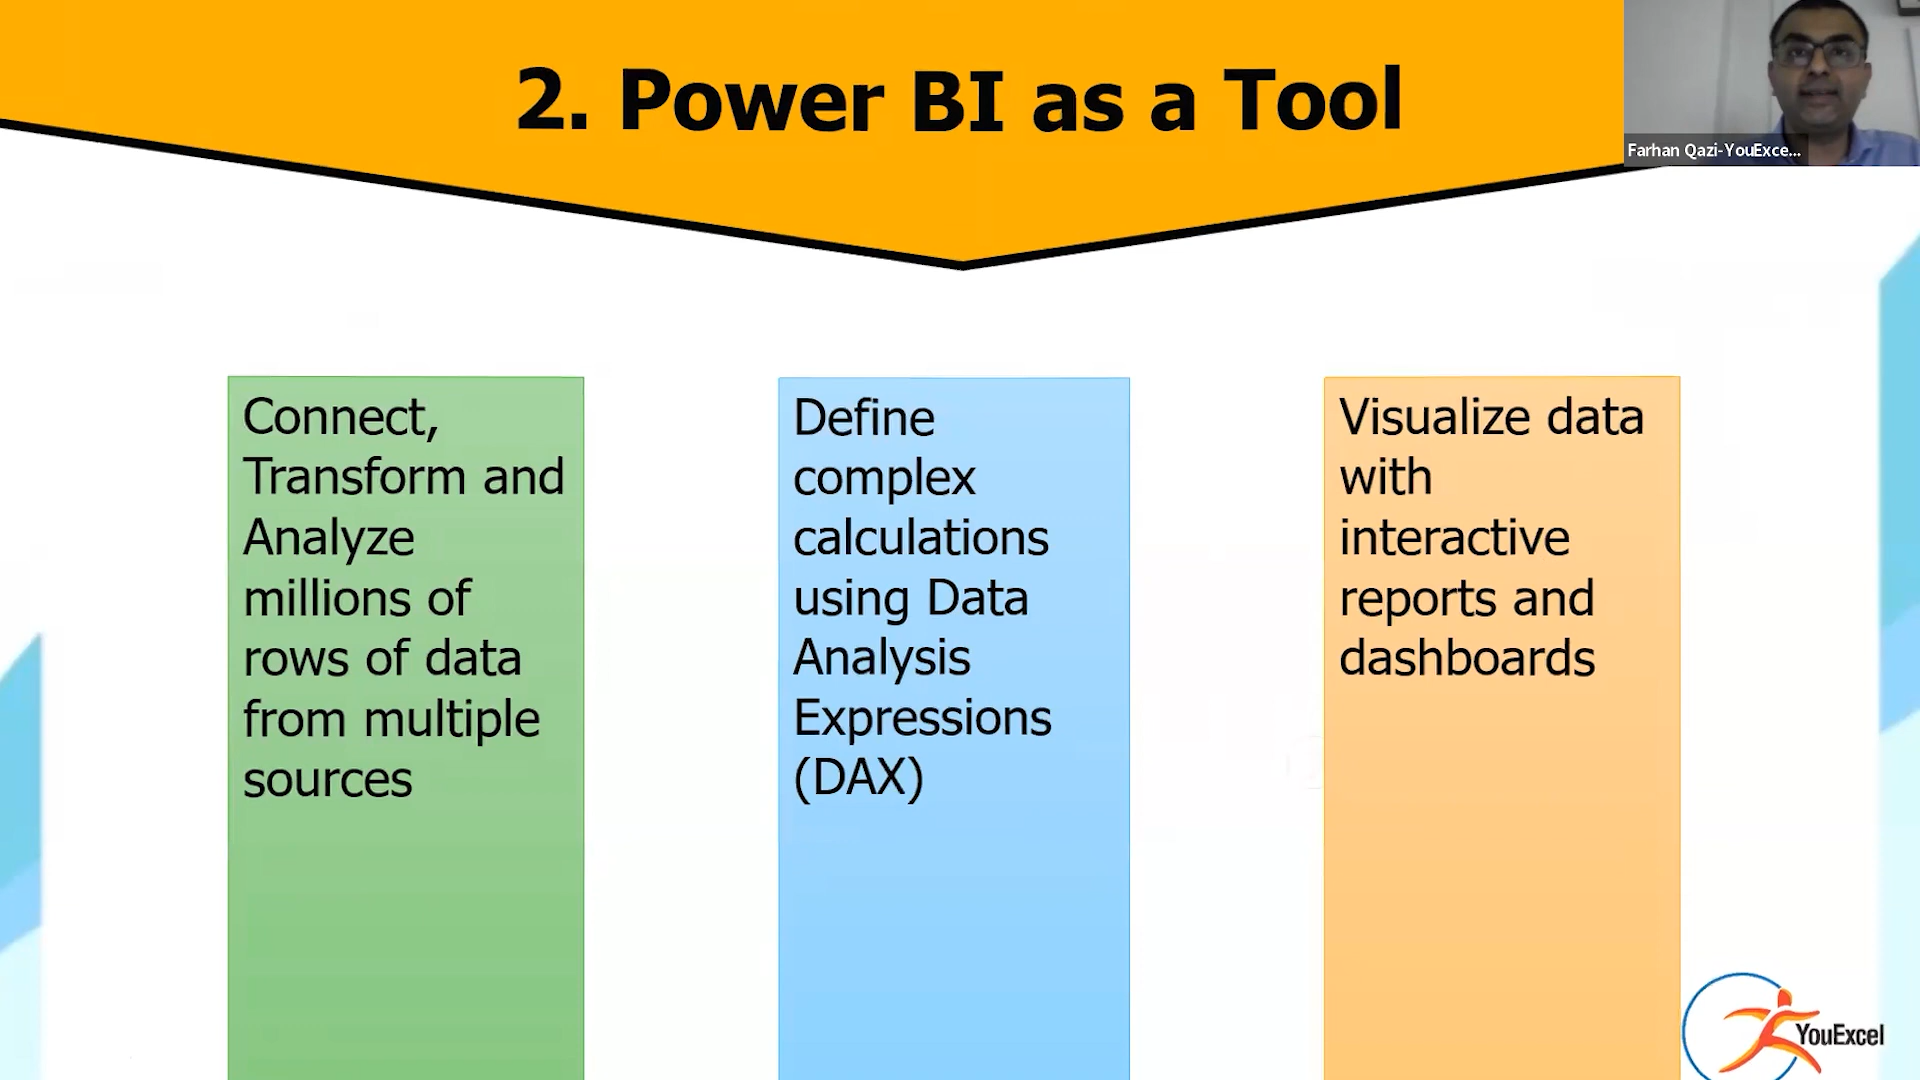 2. Power BI as a Tool
Farhan Qazi-YouExce...
Connect,
Transform and
Analyze
millions of
rows of data
from multiple
sources
Define
complex
calculations
using Data
Analysis
Expressions
(DAX)
Visualize data
with
interactive
reports and
dashboards
YouExcel